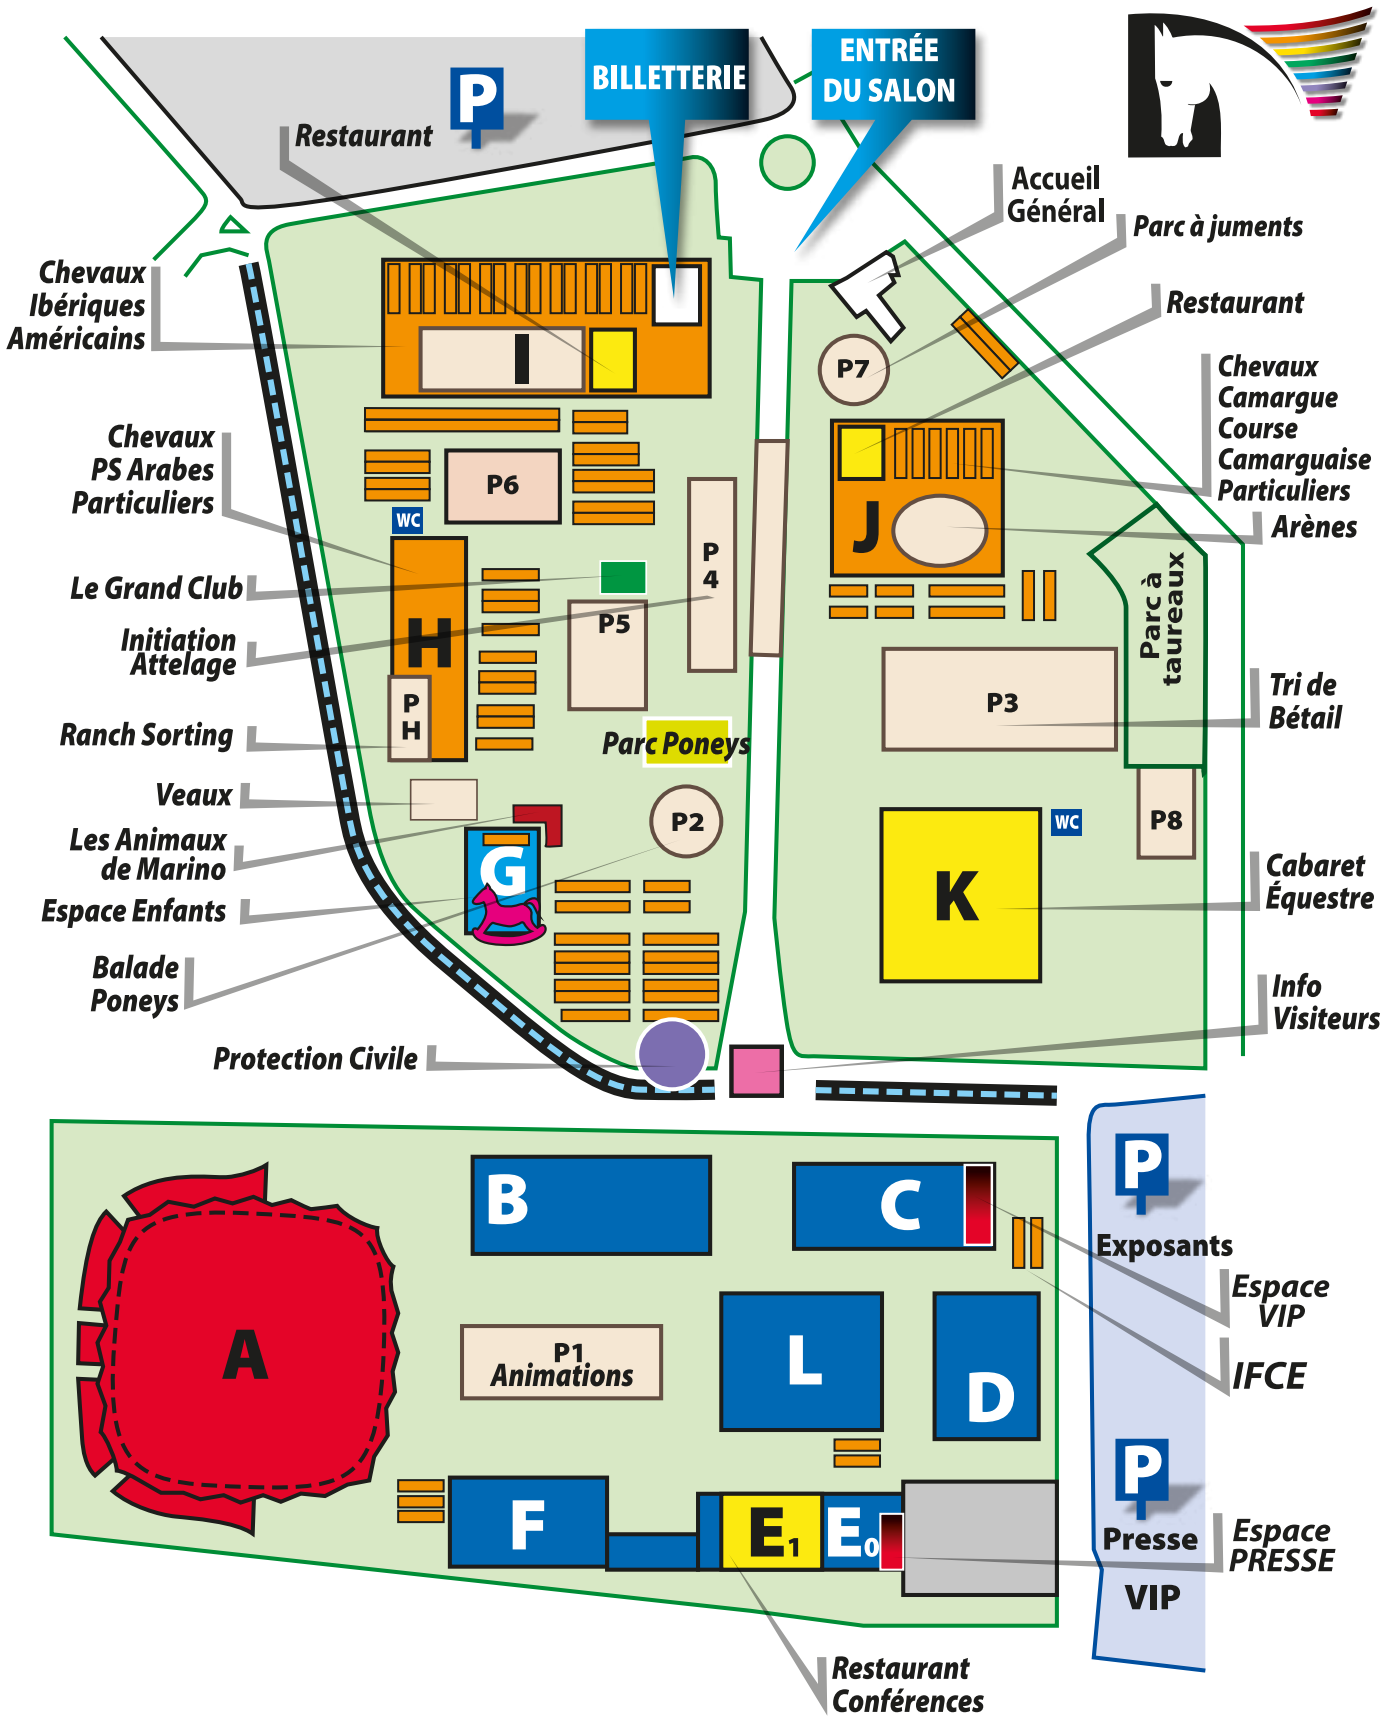 BILLETTERIE
ENTRÉE
DU SALON
P
Restaurant
Accueil
Général
Parc à juments
Chevaux
Ibériques
Américains
I
Restaurant
P7
Chevaux
Camargue
Course
Camarguaise
Particuliers
Chevaux
PS Arabes
Particuliers
P6
WC
J
Arènes
P
4
Le Grand Club
H
P5
Parc à
taureaux
Initiation
Attelage
P
H
P3
Tri de
Bétail
Ranch Sorting
Parc Poneys
Veaux
P2
WC
P8
Les Animaux
de Marino
G
K
Cabaret
Équestre
Espace Enfants
Balade
Poneys
Info
Visiteurs
Protection Civile
B
C
P
Exposants
Espace
VIP
A
P1
Animations
L
D
IFCE
F
E1
E0
P
Presse
VIP
Espace
PRESSE
Restaurant
Conférences